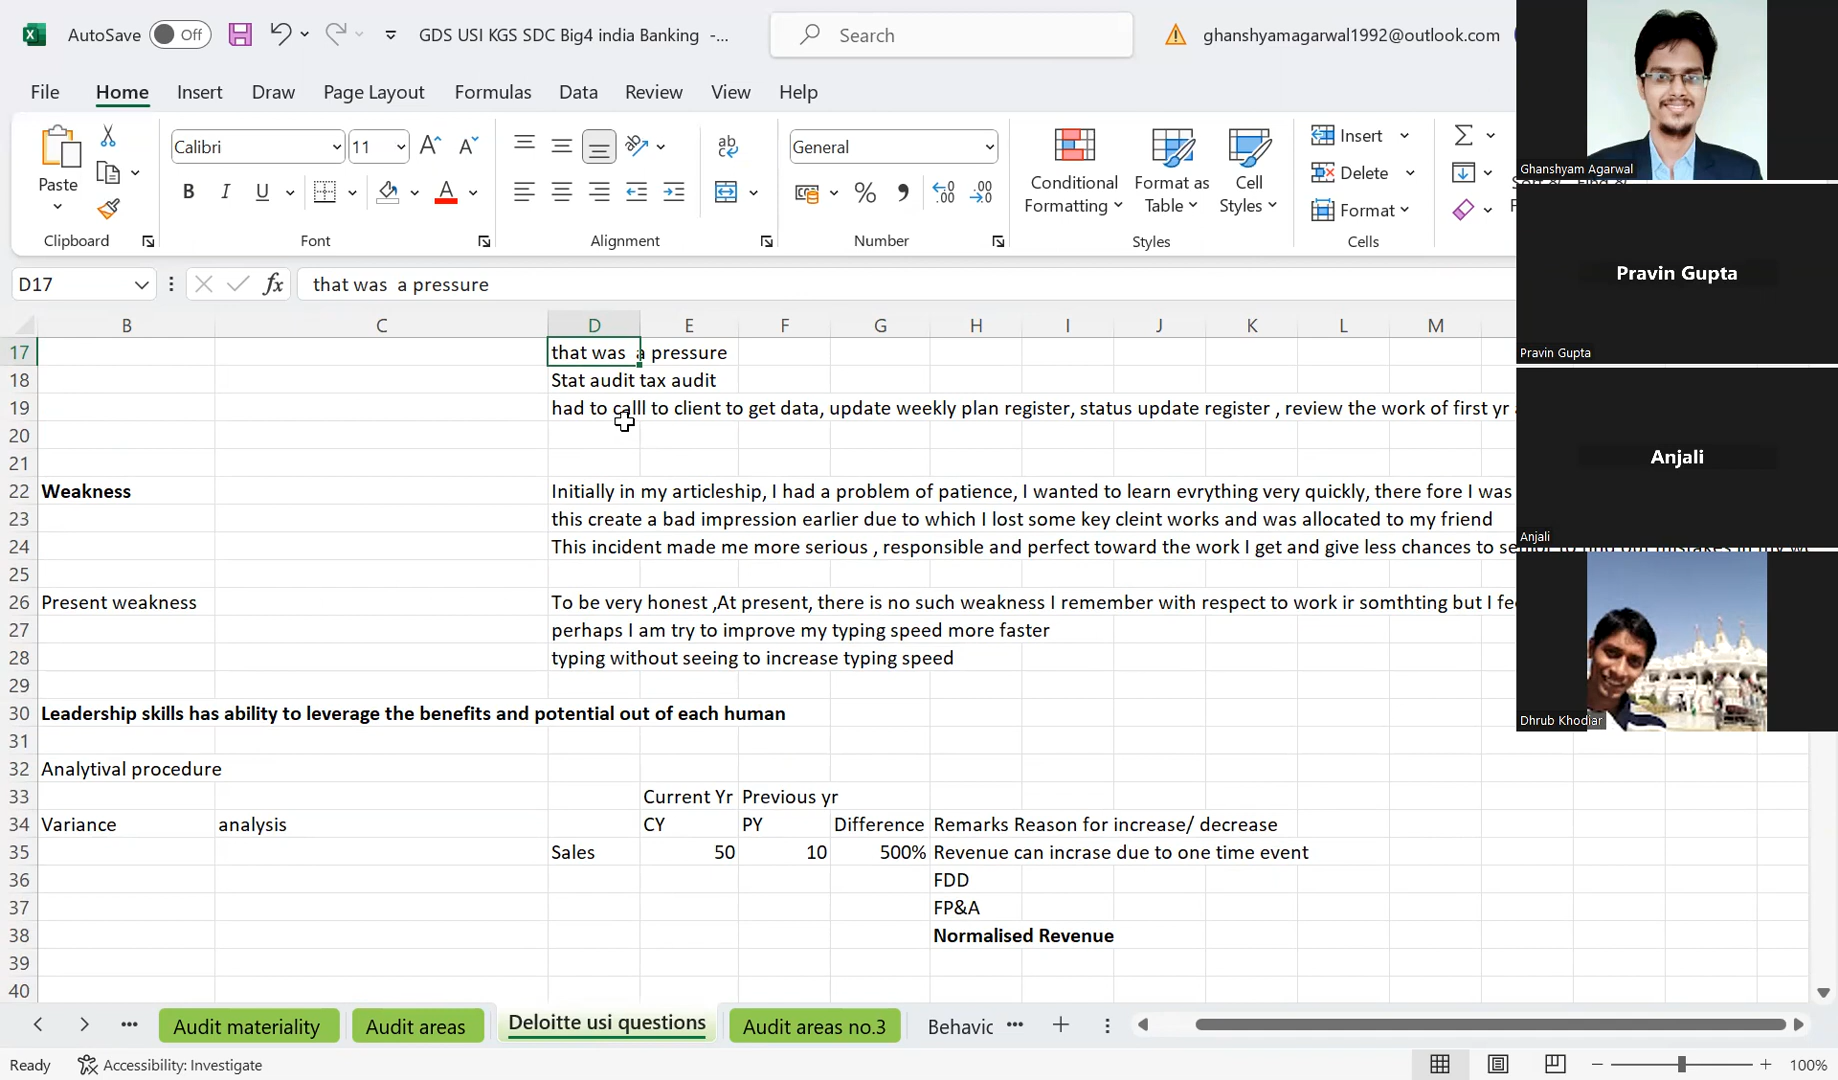 AutoSave Off GDS USI KGS SDC Big4 india Banking -... Search ghanshyamagarwal1992@outlook.com
File Home Insert Draw Page Layout Formulas Data Review View Help
Paste
Clipboard
Calibri 11
B I U A
Font
ab
Alignment
General
% , .00
Number
Conditional Formatting
Format as Table
Cell Styles
Styles
Insert
Delete
Format
Cells
D17 fx that was  a pressure
B C D E F G H I J K L M
17 that was  a pressure
18 Stat audit tax audit
19 had to calll to client to get data, update weekly plan register, status update register , review the work of first yr
20
21
22 Weakness Initially in my articleship, I had a problem of patience, I wanted to learn evrything very quickly, there fore I was
23 this create a bad impression earlier due to which I lost some key cleint works and was allocated to my friend
24 This incident made me more serious , responsible and perfect toward the work I get and give less chances to
25
26 Present weakness To be very honest ,At present, there is no such weakness I remember with respect to work ir somthting but I
27 perhaps I am try to improve my typing speed more faster
28 typing without seeing to increase typing speed
29
30 Leadership skills has ability to leverage the benefits and potential out of each human
31
32 Analytival procedure
33 Current Yr Previous yr
34 Variance analysis CY PY Difference Remarks Reason for increase/ decrease
35 Sales 50 10 500% Revenue can incrase due to one time event
36 FDD
37 FP&A
38 Normalised Revenue
39
40
Audit materiality Audit areas Deloitte usi questions Audit areas no.3 Behavic
Ready Accessibility: Investigate 100%
Ghanshyam Agarwal
Pravin Gupta
Pravin Gupta
Anjali
Anjali
Dhrub Khodiar